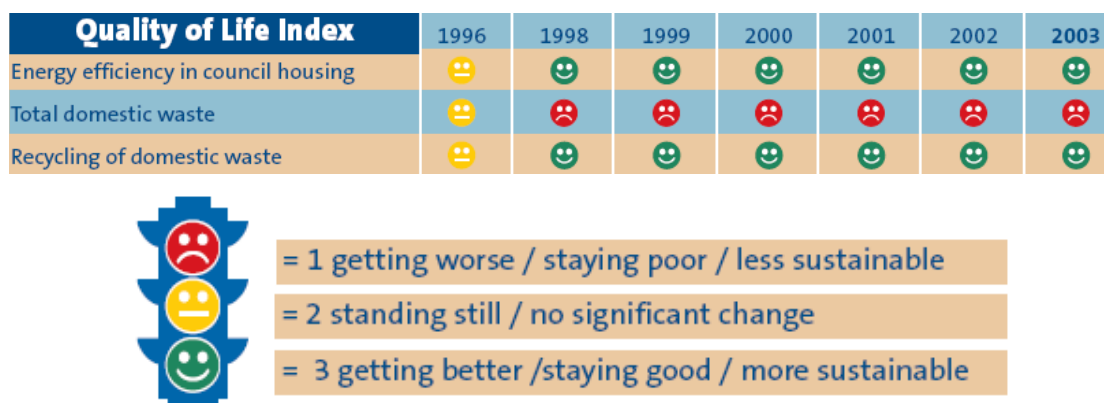 Quality of Life Index 1996 1998 1999 2000 2001 2002 2003
Energy efficiency in council housing
Total domestic waste
Recycling of domestic waste
= 1 getting worse / staying poor / less sustainable
= 2 standing still / no significant change
= 3 getting better /staying good / more sustainable